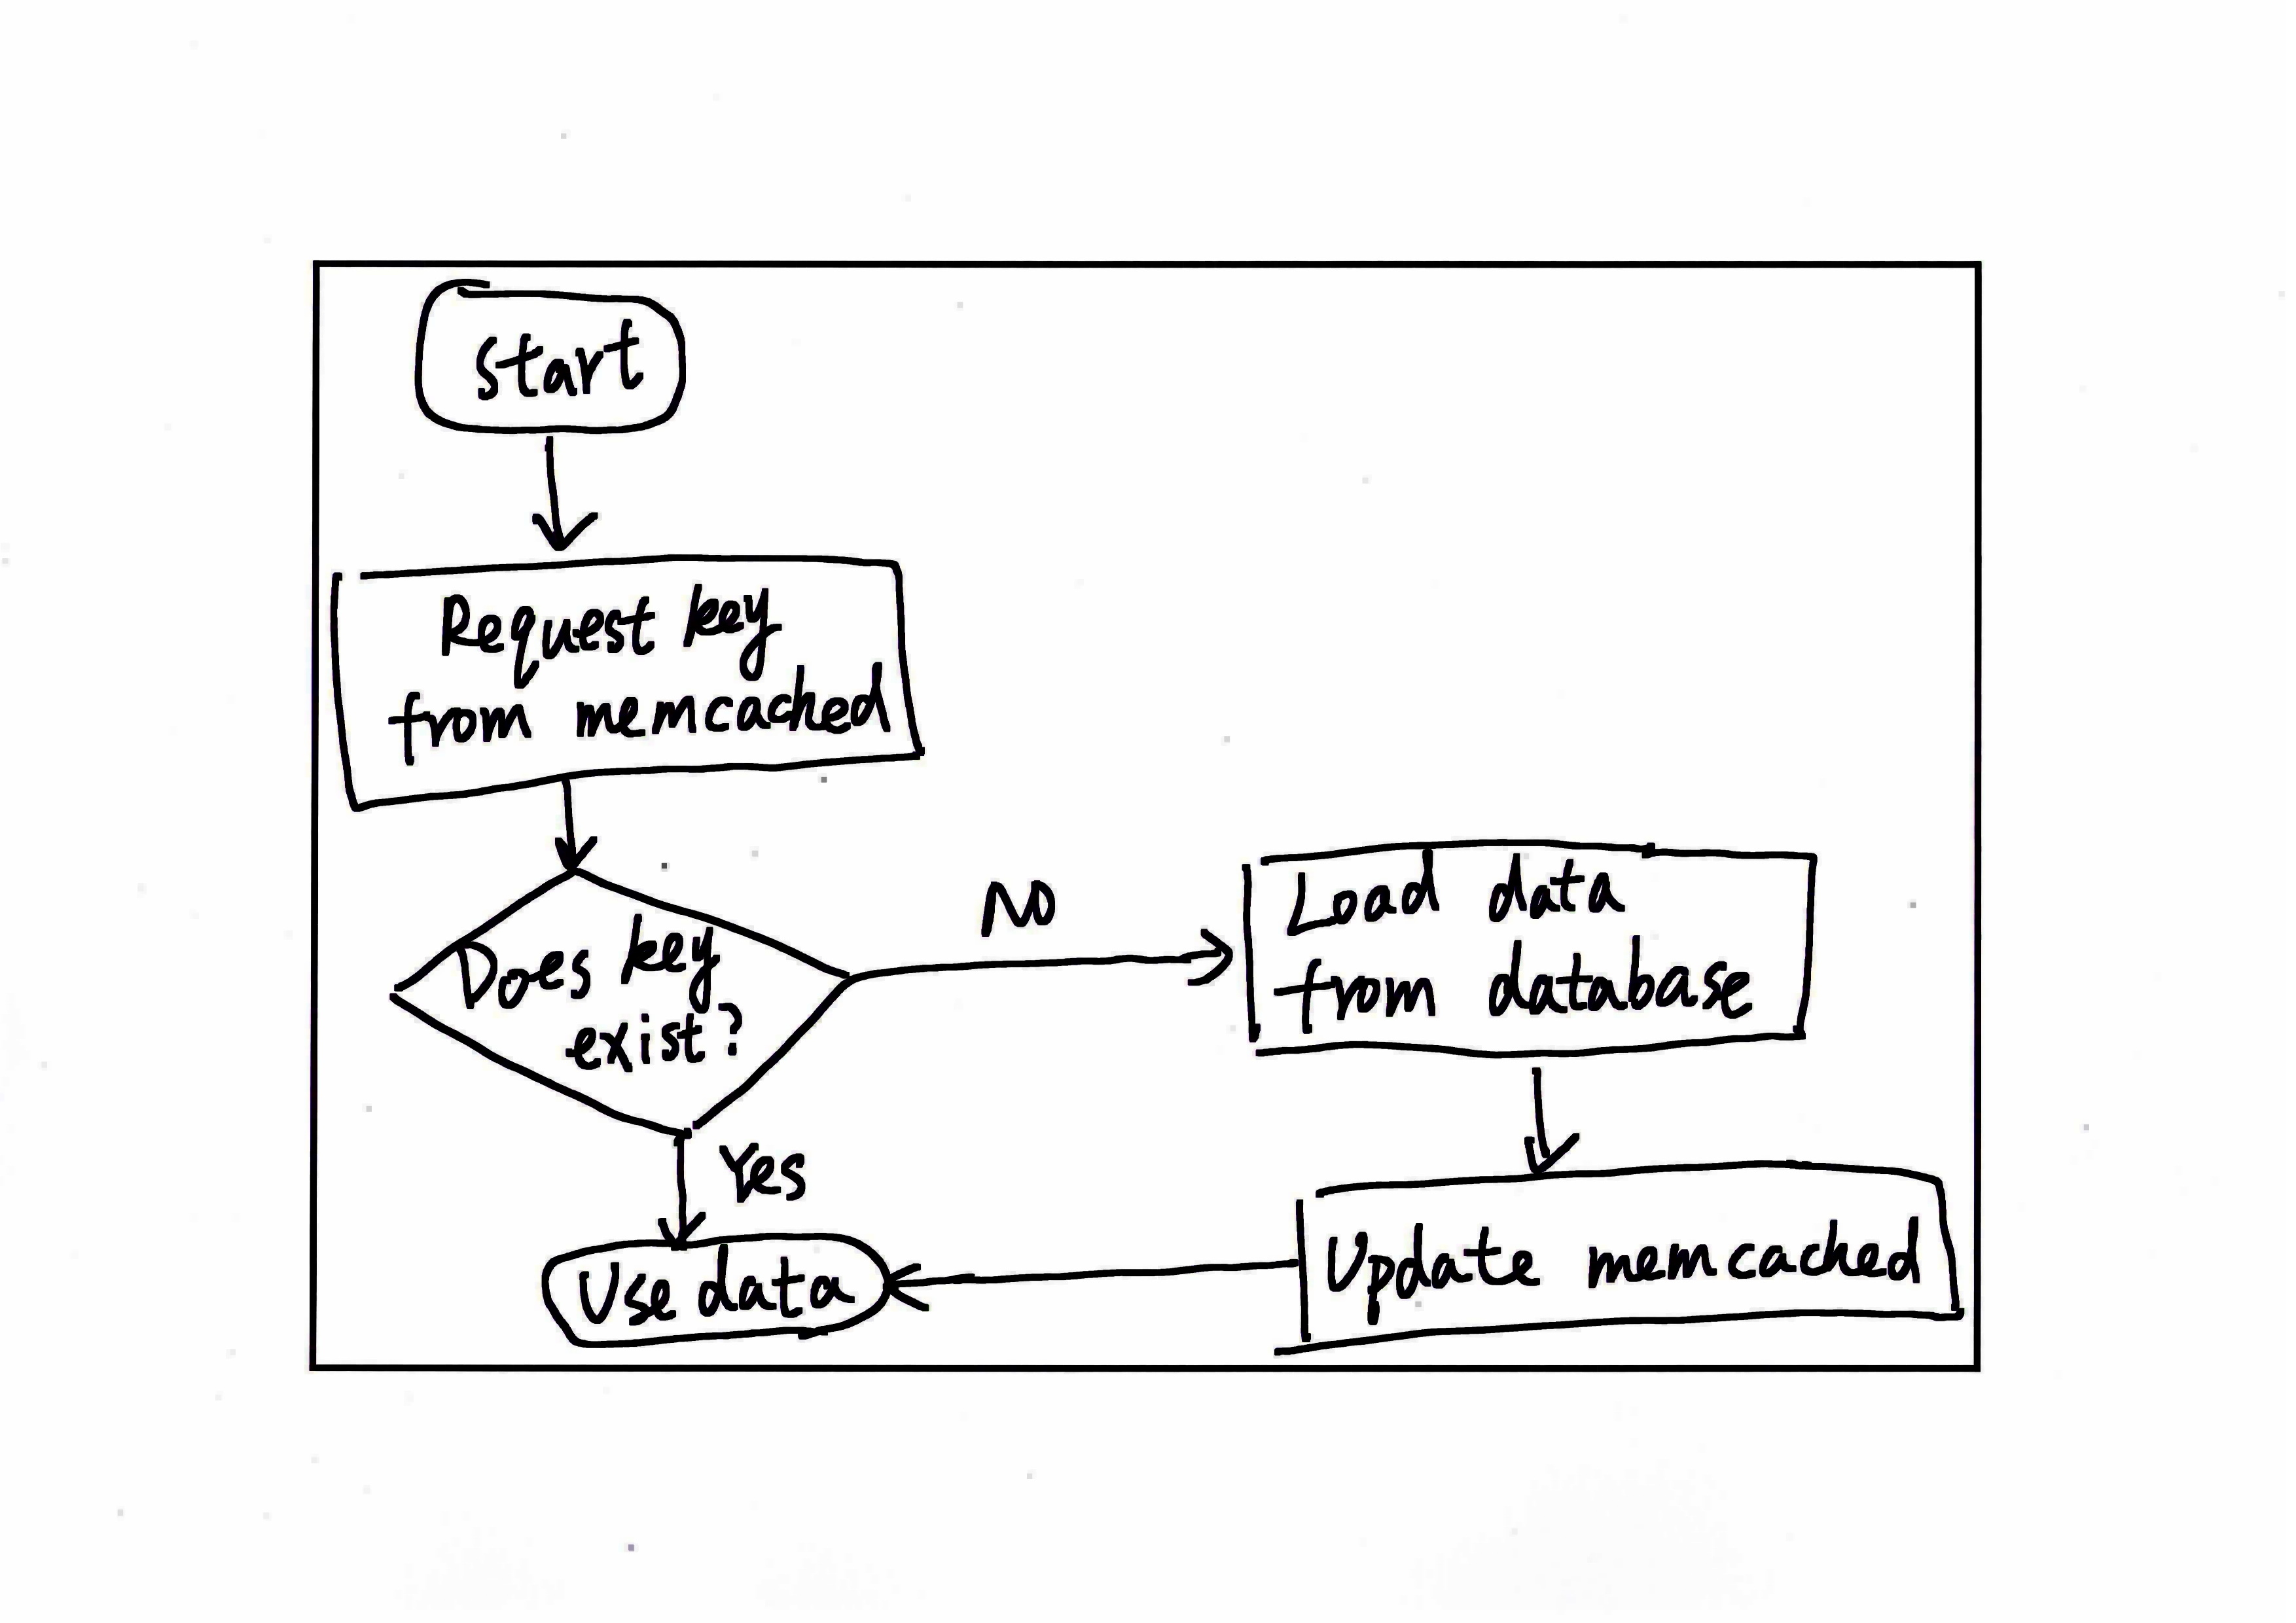 start
Request key
from memcached
Does key
exist?
NO
Yes
Load data
from database
Update memcached
Use data